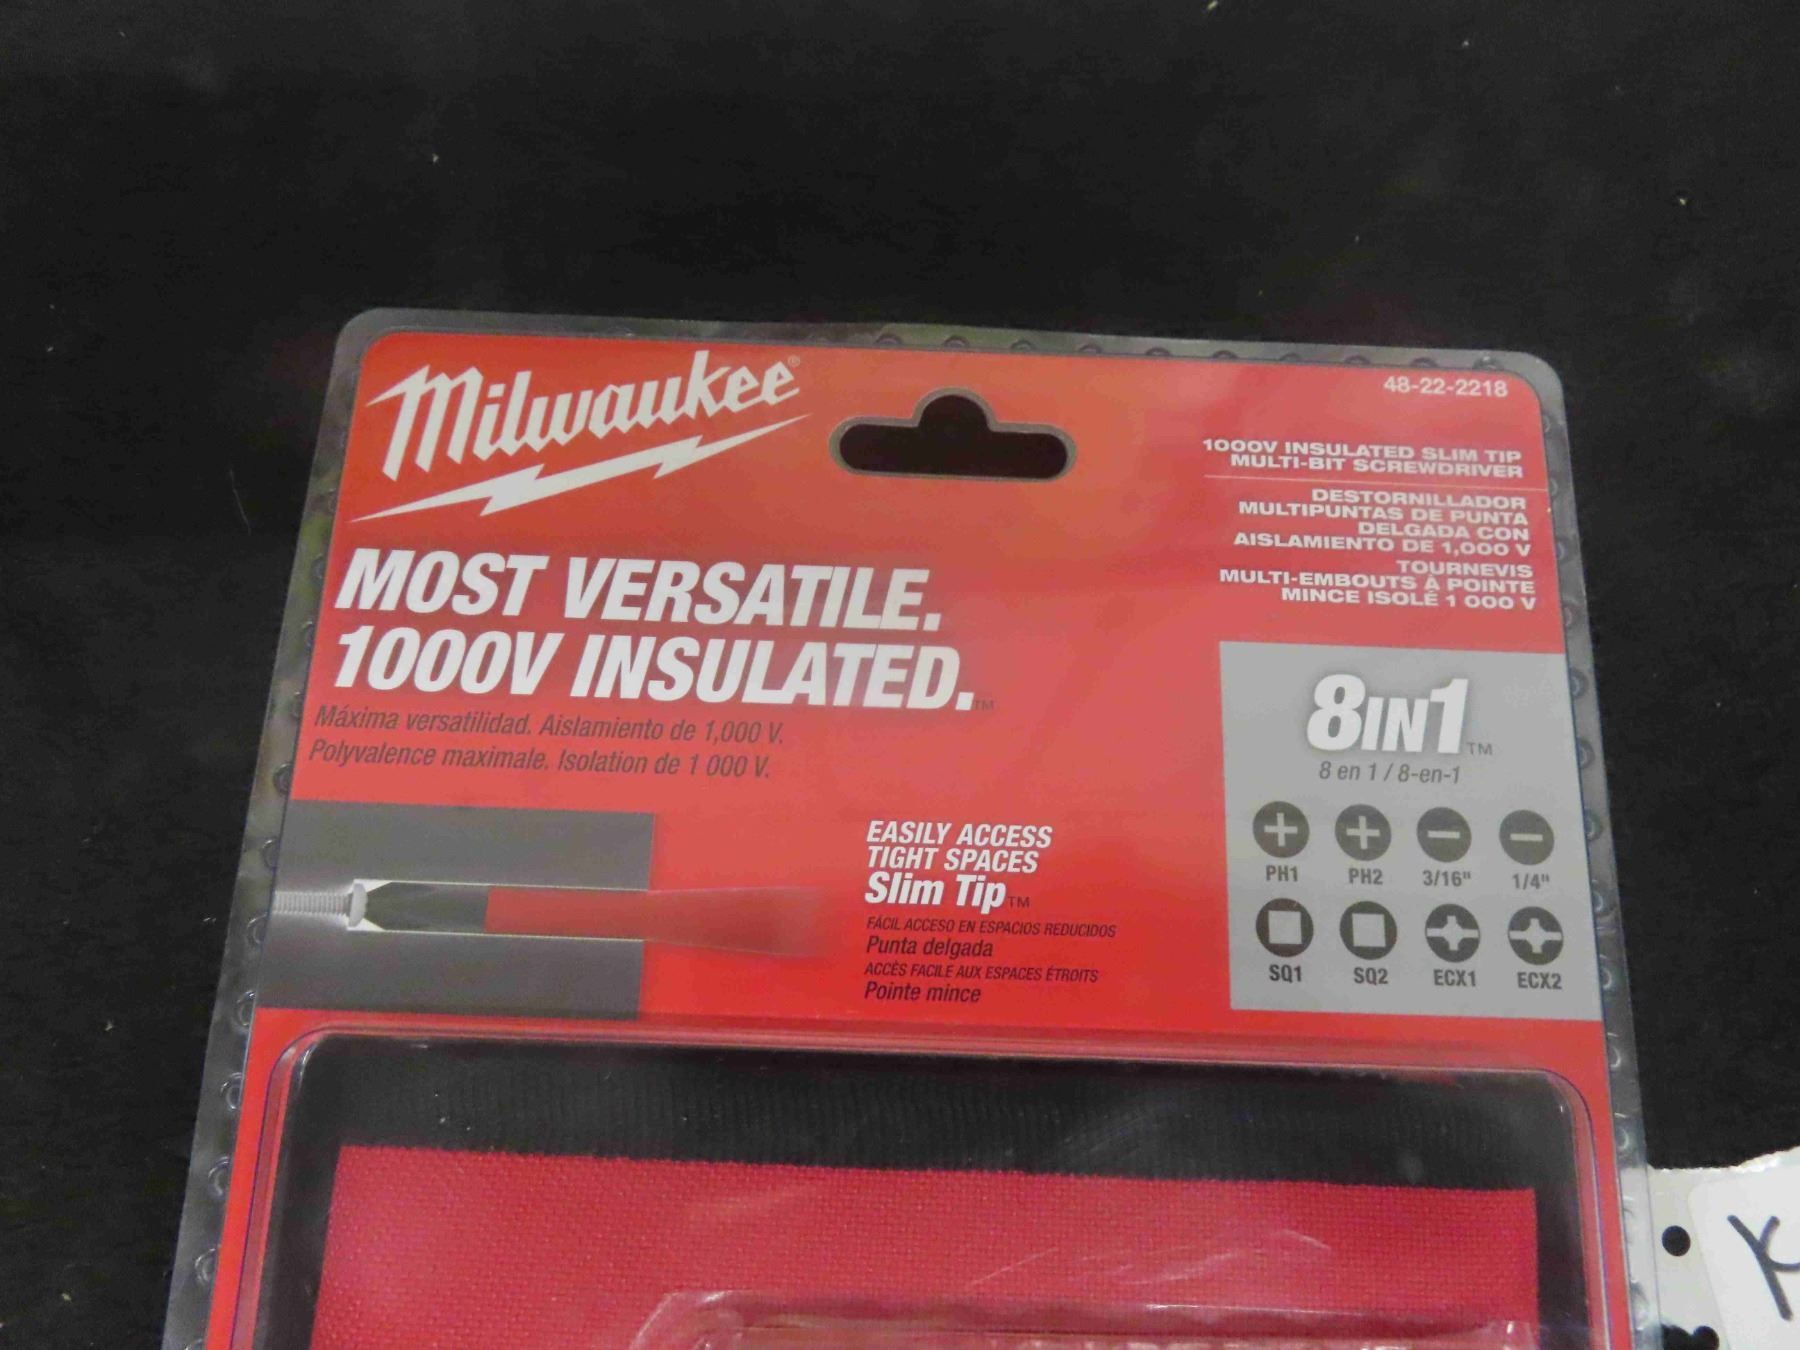 Milwaukee®
48-22-2218
1000V INSULATED SLIM TIP
MULTI-BIT SCREWDRIVER
DESTORNILLADOR
MULTIPUNTAS DE PUNTA
DELGADA CON
AISLAMIENTO DE 1,000 V
TOURNEVIS
MULTI-EMBOUTS À POINTE
MINCE ISOLÉ 1 000 V
MOST VERSATILE.
1000V INSULATED.™
Máxima versatilidad. Aislamiento de 1,000 V.
Polyvalence maximale. Isolation de 1 000 V.
8IN1™
8 en 1 / 8-en-1
PH1 PH2 3/16" 1/4"
SQ1 SQ2 ECX1 ECX2
EASILY ACCESS
TIGHT SPACES
Slim Tip™
FÁCIL ACCESO EN ESPACIOS REDUCIDOS
Punta delgada
ACCÈS FACILE AUX ESPACES ÉTROITS
Pointe mince